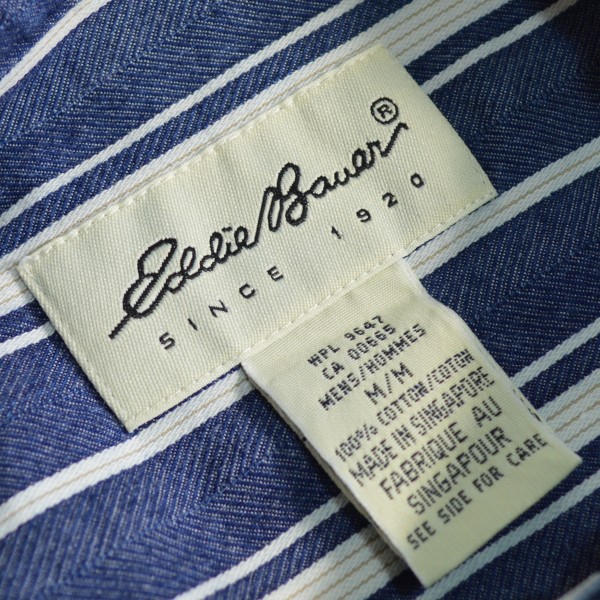 Eddie Bauer®
SINCE 1920
WPL 9647
CA 00665
MENS/HOMMES
M/M
100% COTTON/COTON
MADE IN SINGAPORE
FABRIQUE AU
SINGAPOUR
SEE SIDE FOR CARE